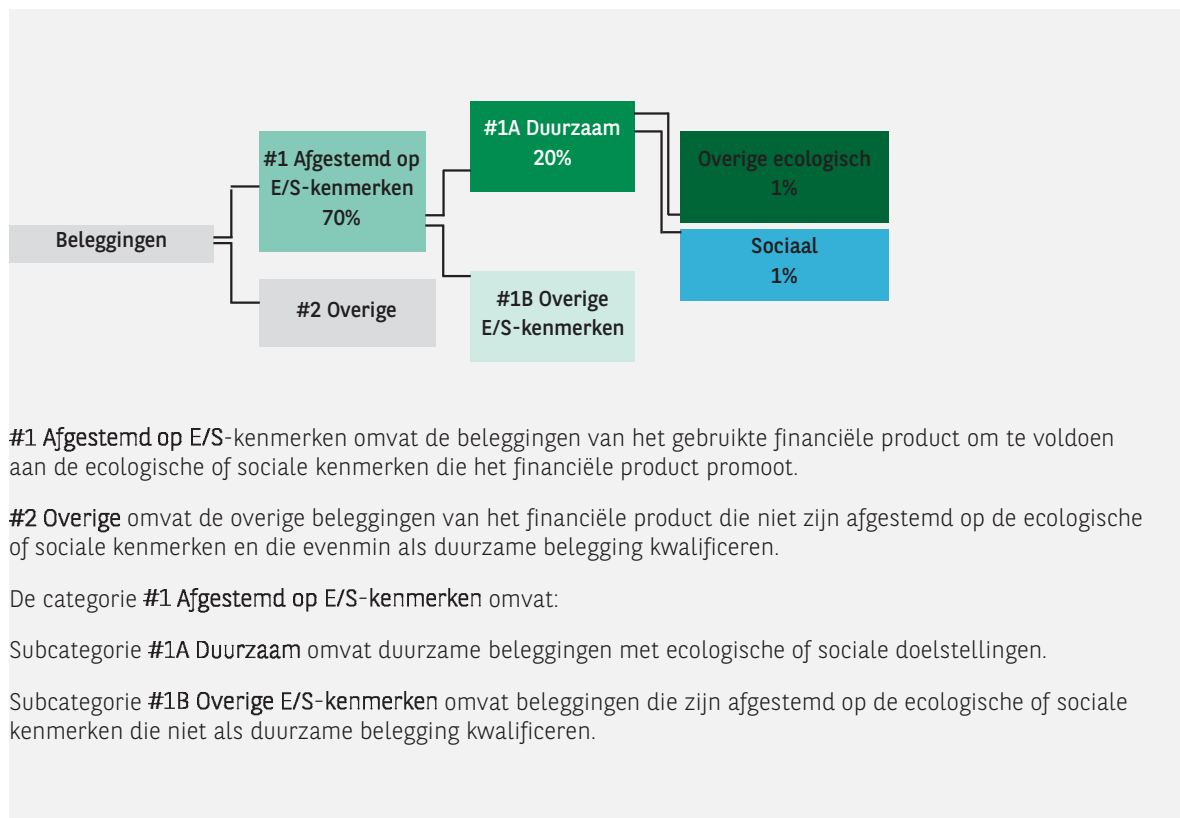 #1A Duurzaam
20%
#1 Afgestemd op
E/S-kenmerken
70%
Overige ecologisch
1%
Beleggingen
Sociaal
1%
#2 Overige
#1B Overige
E/S-kenmerken
#1 Afgestemd op E/S-kenmerken omvat de beleggingen van het gebruikte financiële product om te voldoen
aan de ecologische of sociale kenmerken die het financiële product promoot.
#2 Overige omvat de overige beleggingen van het financiële product die niet zijn afgestemd op de ecologische
of sociale kenmerken en die evenmin als duurzame belegging kwalificeren.
De categorie #1 Afgestemd op E/S-kenmerken omvat:
Subcategorie #1A Duurzaam omvat duurzame beleggingen met ecologische of sociale doelstellingen.
Subcategorie #1B Overige E/S-kenmerken omvat beleggingen die zijn afgestemd op de ecologische of sociale
kenmerken die niet als duurzame belegging kwalificeren.